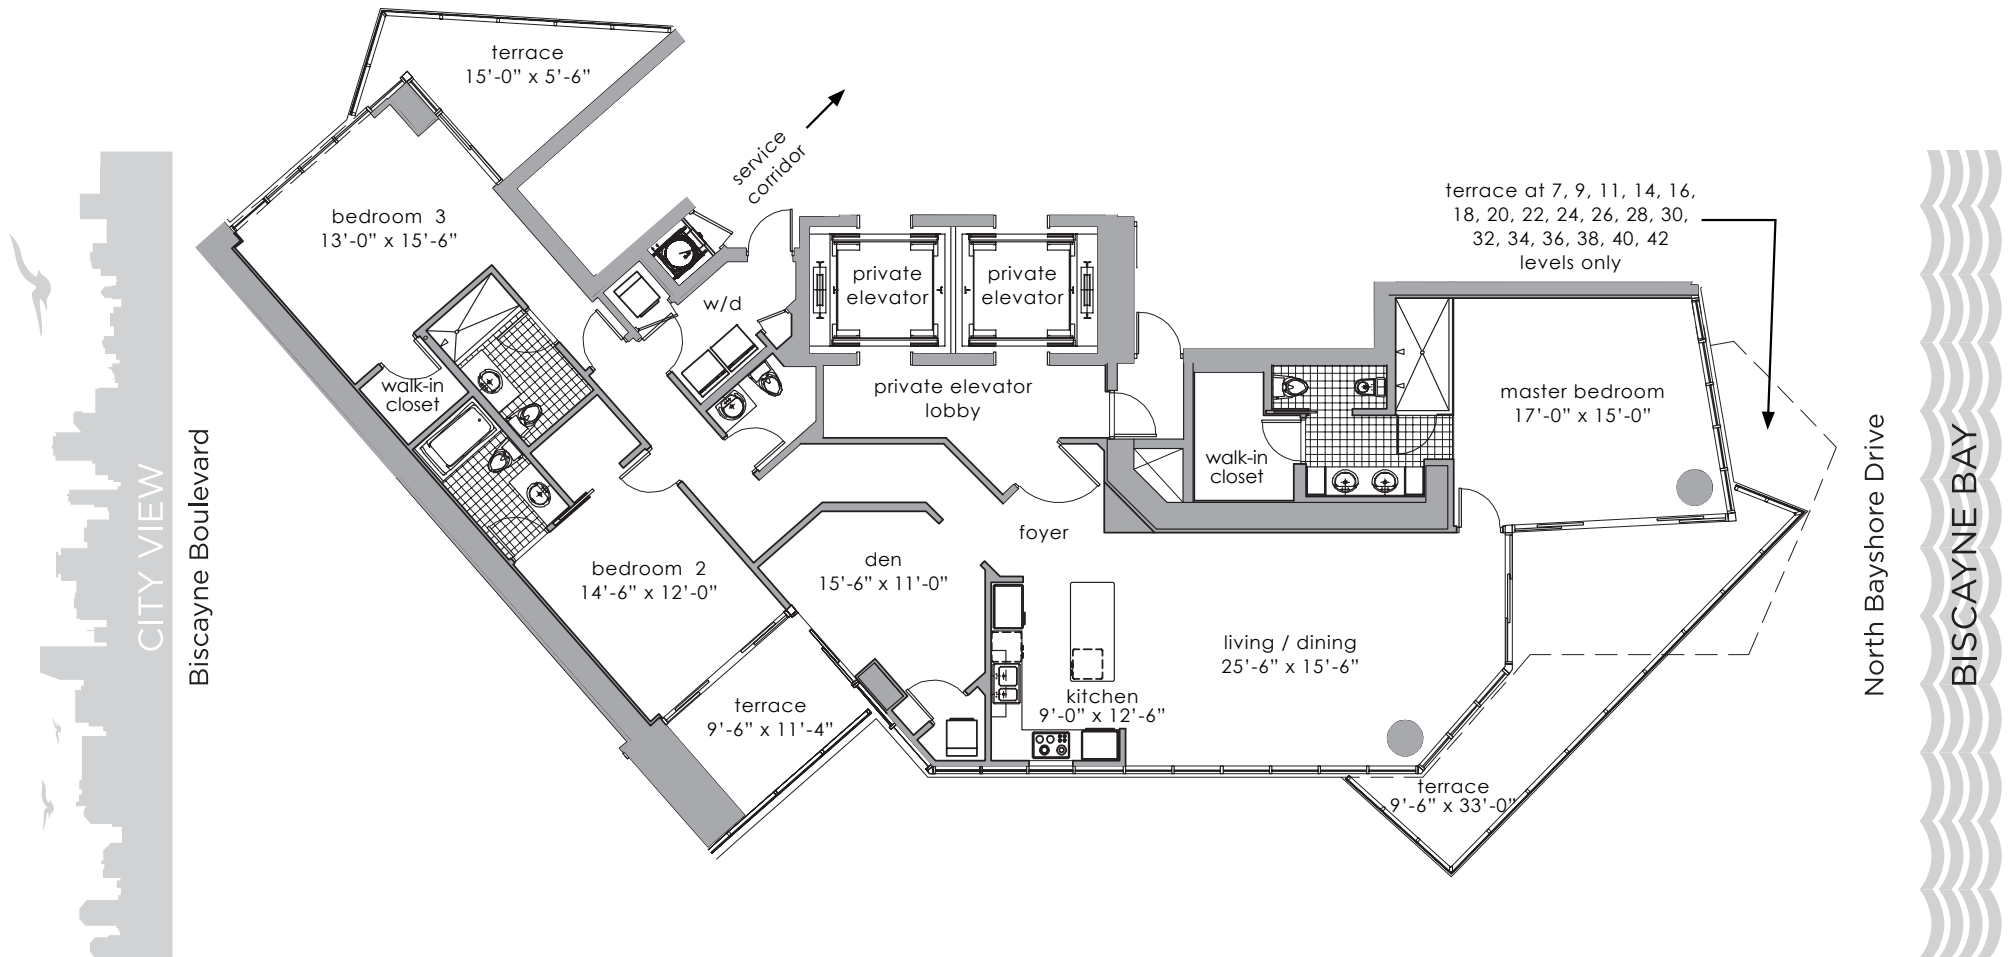 terrace
15’-0” x 5’-6”
service
corridor
bedroom 3
13’-0” x 15’-6”
terrace at 7, 9, 11, 14, 16,
18, 20, 22, 24, 26, 28, 30,
32, 34, 36, 38, 40, 42
levels only
w/d
private
elevator
private
elevator
walk-in
closet
private elevator
lobby
master bedroom
17’-0” x 15’-0”
walk-in
closet
foyer
den
15’-6” x 11’-0”
bedroom 2
14’-6” x 12’-0”
living / dining
25’-6” x 15’-6”
kitchen
9’-0” x 12’-6”
terrace
9’-6” x 11’-4”
terrace
9’-6” x 33’-0”
CITY VIEW
Biscayne Boulevard
North Bayshore Drive
BISCAYNE BAY